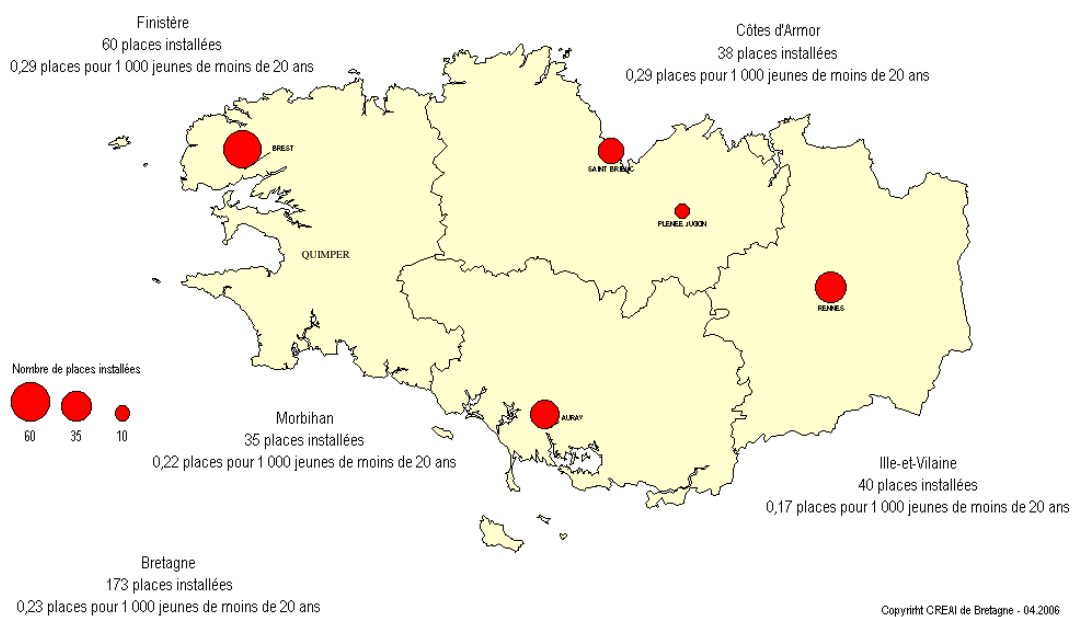 Finistère
60 places installées
0,29 places pour 1 000 jeunes de moins de 20 ans
Côtes d'Armor
38 places installées
0,29 places pour 1 000 jeunes de moins de 20 ans
BREST
SAINT BRIEUC
PLENEE JUGON
QUIMPER
RENNES
Nombre de places installées
60 35 10
AURAY
Morbihan
35 places installées
0,22 places pour 1 000 jeunes de moins de 20 ans
Ille-et-Vilaine
40 places installées
0,17 places pour 1 000 jeunes de moins de 20 ans
Bretagne
173 places installées
0,23 places pour 1 000 jeunes de moins de 20 ans
Copyriht CREAI de Bretagne - 04.2006